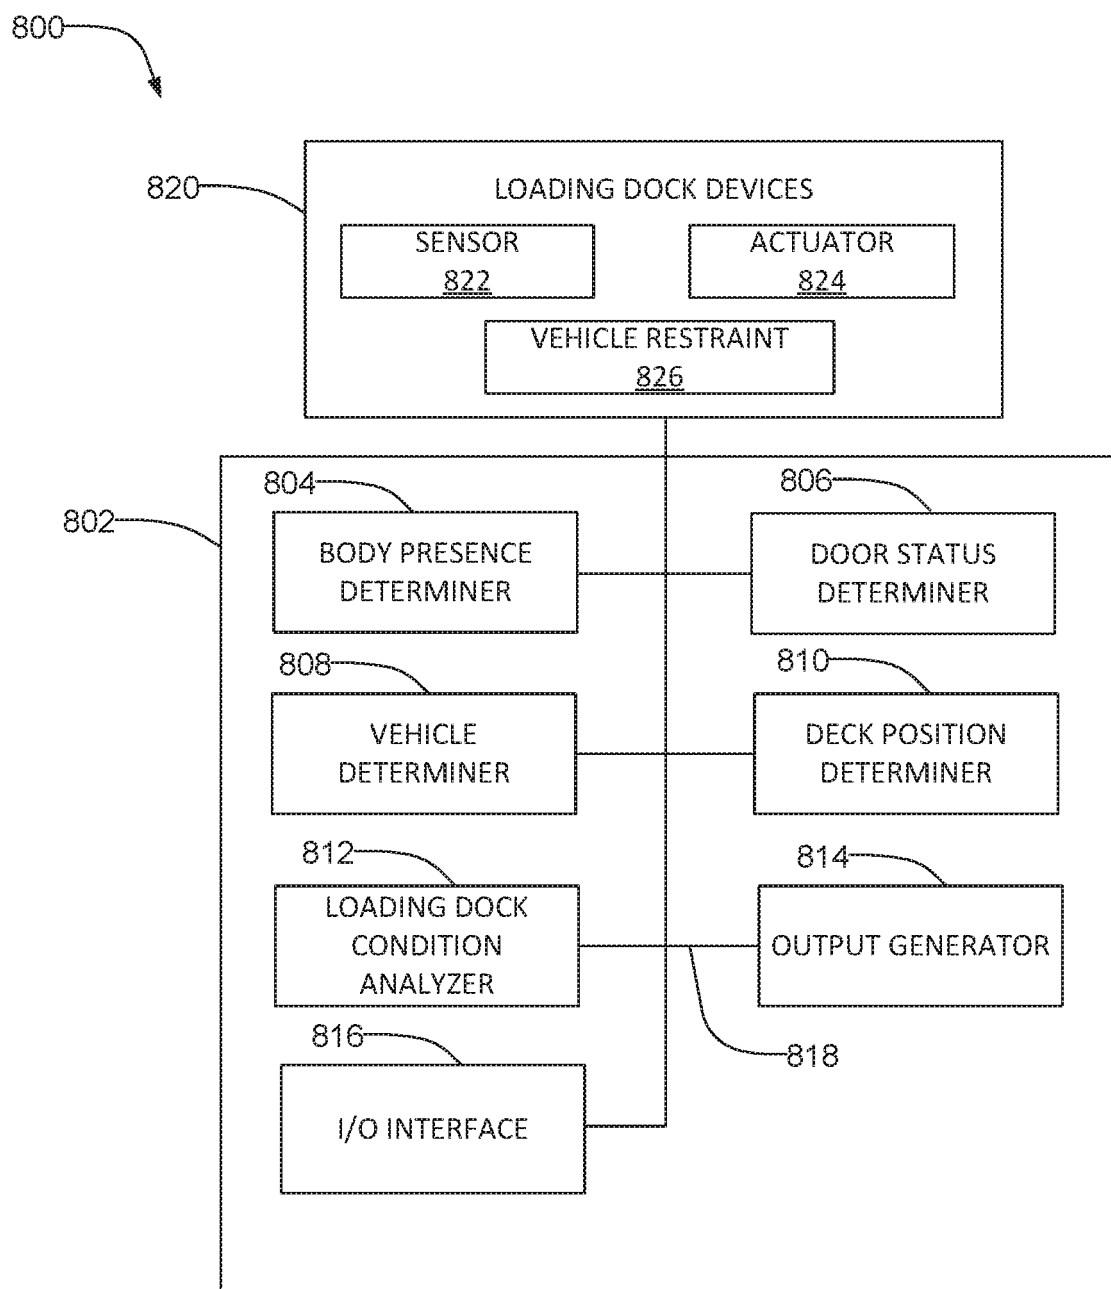 800
820
LOADING DOCK DEVICES
SENSOR
822
ACTUATOR
824
VEHICLE RESTRAINT
826
802
804
BODY PRESENCE
DETERMINER
806
DOOR STATUS
DETERMINER
808
VEHICLE
DETERMINER
810
DECK POSITION
DETERMINER
812
LOADING DOCK
CONDITION
ANALYZER
814
OUTPUT GENERATOR
816
I/O INTERFACE
818